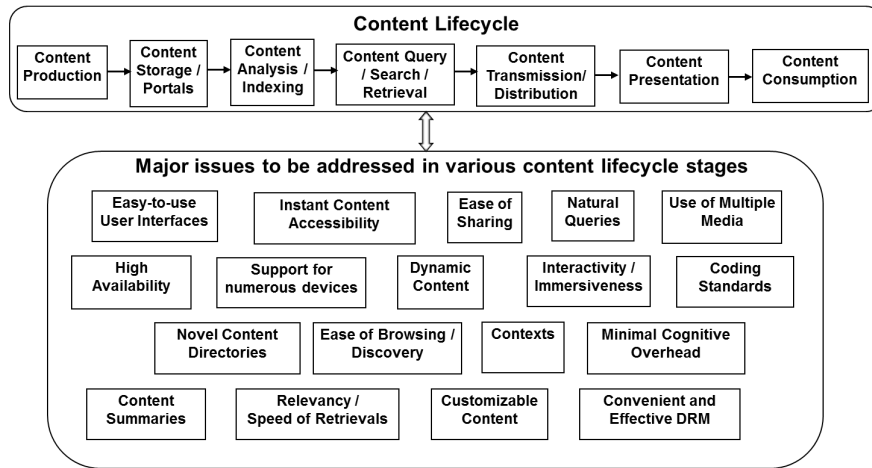 Content Lifecycle
Content
Production
Content
Storage /
Portals
Content
Analysis /
Indexing
Content Query
/ Search /
Retrieval
Content
Transmission/
Distribution
Content
Presentation
Content
Consumption
Major issues to be addressed in various content lifecycle stages
Easy-to-use
User Interfaces
Instant Content
Accessibility
Ease of
Sharing
Natural
Queries
Use of Multiple
Media
High
Availability
Support for
numerous devices
Dynamic
Content
Interactivity /
Immersiveness
Coding
Standards
Novel Content
Directories
Ease of Browsing /
Discovery
Contexts
Minimal Cognitive
Overhead
Content
Summaries
Relevancy /
Speed of Retrievals
Customizable
Content
Convenient and
Effective DRM